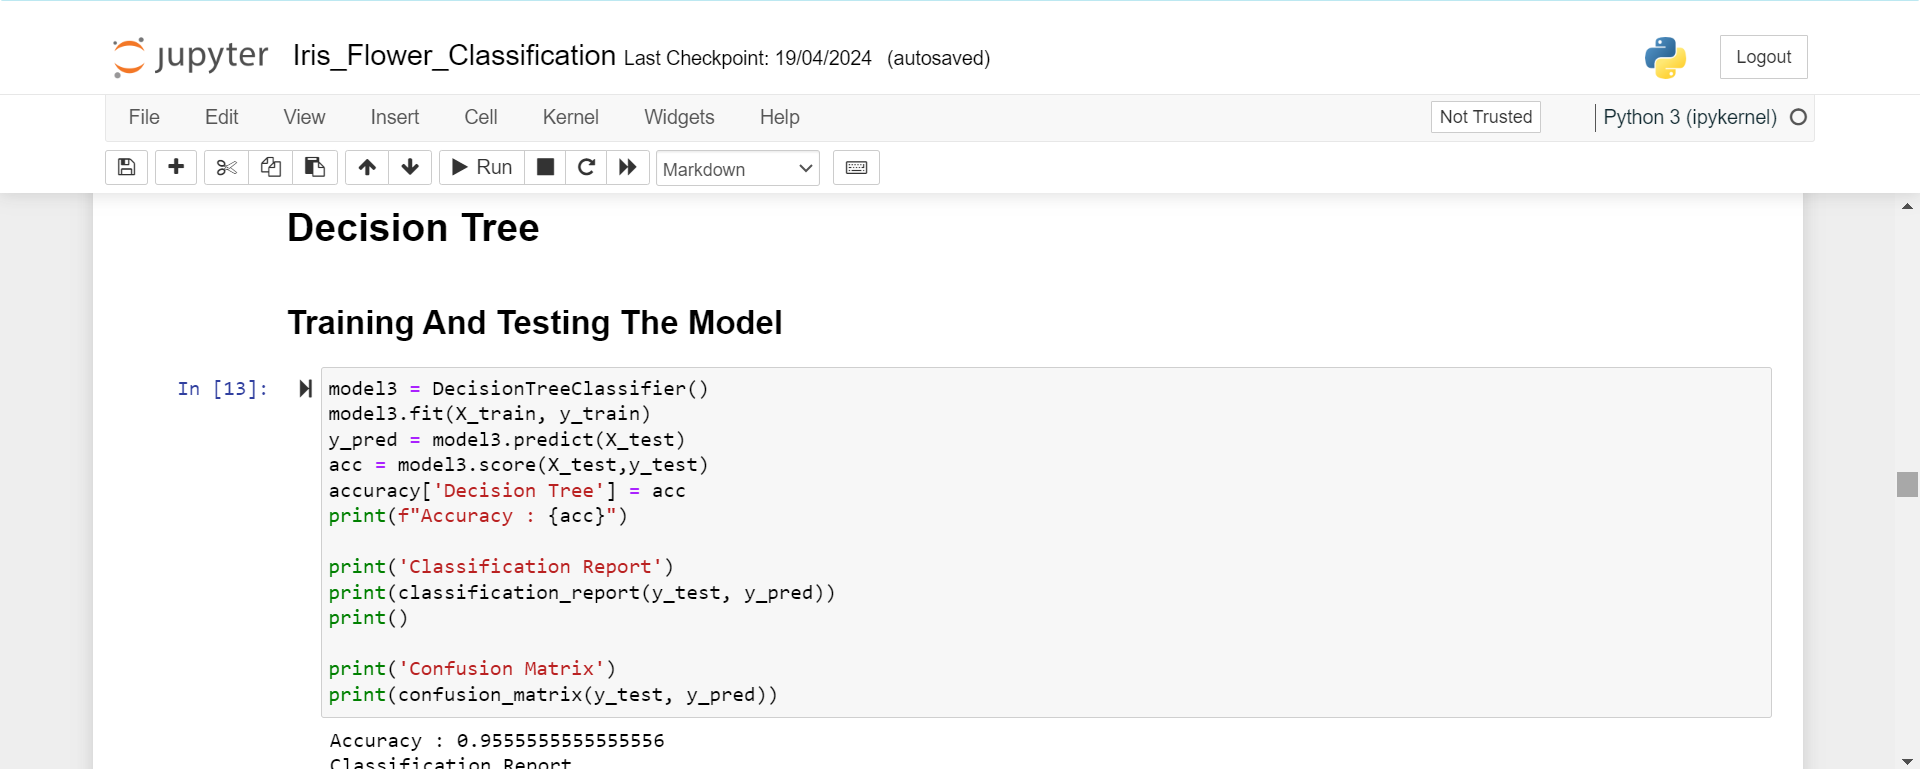 jupyter Iris_Flower_Classification Last Checkpoint: 19/04/2024 (autosaved) Logout
File Edit View Insert Cell Kernel Widgets Help Not Trusted Python 3 (ipykernel)
Run Markdown
Decision Tree
Training And Testing The Model
In [13]: model3 = DecisionTreeClassifier()
model3.fit(X_train, y_train)
y_pred = model3.predict(X_test)
acc = model3.score(X_test,y_test)
accuracy['Decision Tree'] = acc
print(f"Accuracy : {acc}")
print('Classification Report')
print(classification_report(y_test, y_pred))
print()
print('Confusion Matrix')
print(confusion_matrix(y_test, y_pred))
Accuracy : 0.9555555555555556
Classification Report